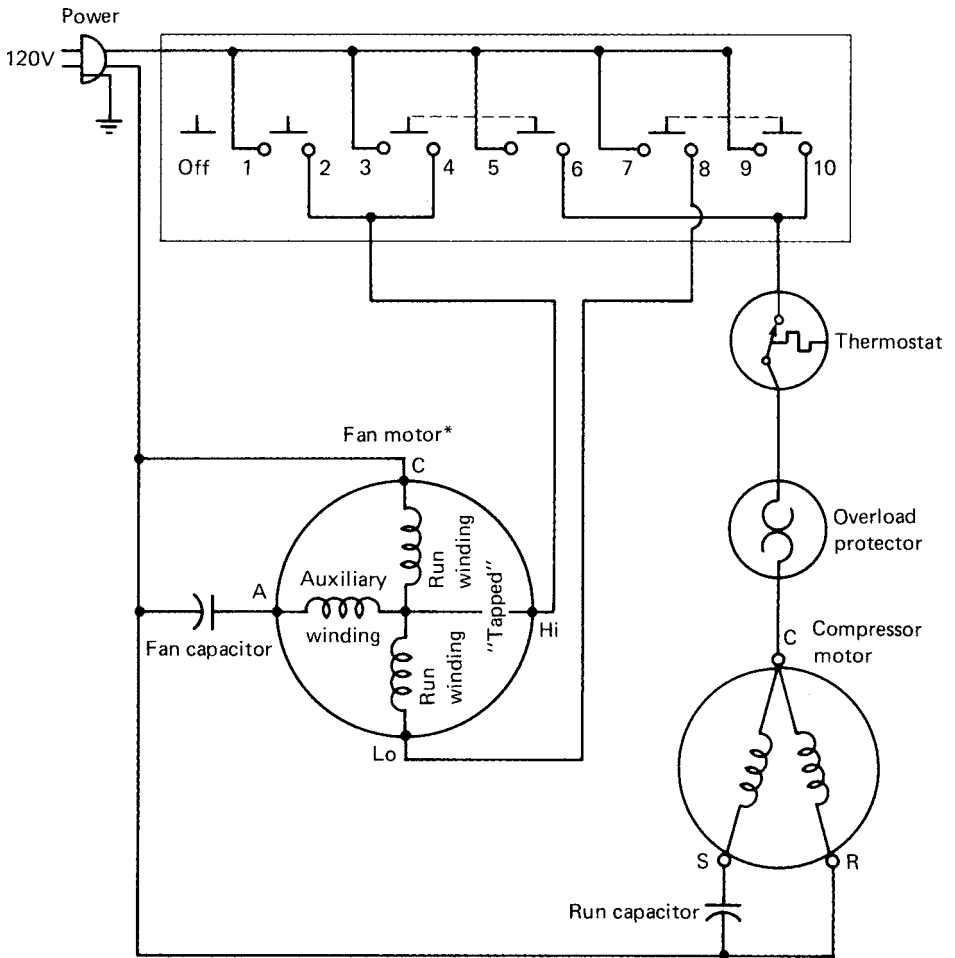 Power
120V
Off
1
2
3
4
5
6
7
8
9
10
Thermostat
Fan motor*
C
Run
winding
"Tapped"
Overload
protector
A
Auxiliary
winding
Hi
Fan capacitor
Run
winding
Lo
C
Compressor
motor
S
R
Run capacitor